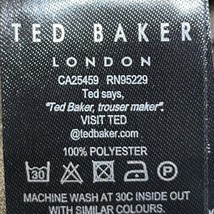 TED BAKER
LONDON
CA25459 RN95229
Ted says,
"Ted Baker, trouser maker".
VISIT TED
@tedbaker.com
100% POLYESTER
30
MACHINE WASH AT 30C INSIDE OUT
WITH SIMILAR COLOURS.